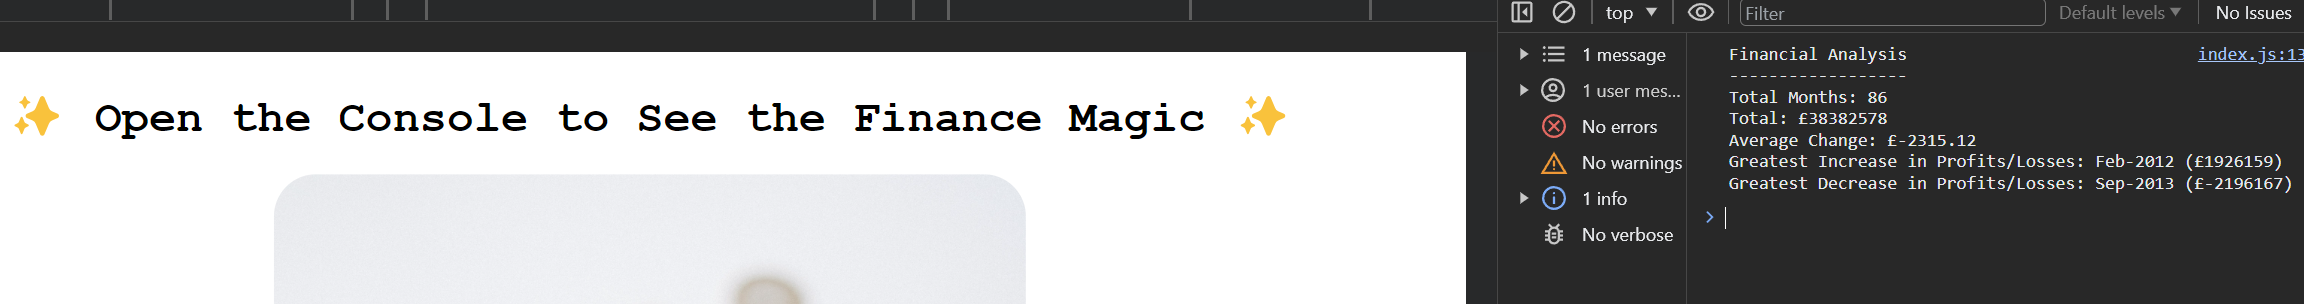 ✨ Open the Console to See the Finance Magic ✨
top
Filter
Default levels
No Issues
1 message
1 user mes...
No errors
No warnings
1 info
No verbose
Financial Analysis index.js:13
------------------
Total Months: 86
Total: £38382578
Average Change: £-2315.12
Greatest Increase in Profits/Losses: Feb-2012 (£1926159)
Greatest Decrease in Profits/Losses: Sep-2013 (£-2196167)